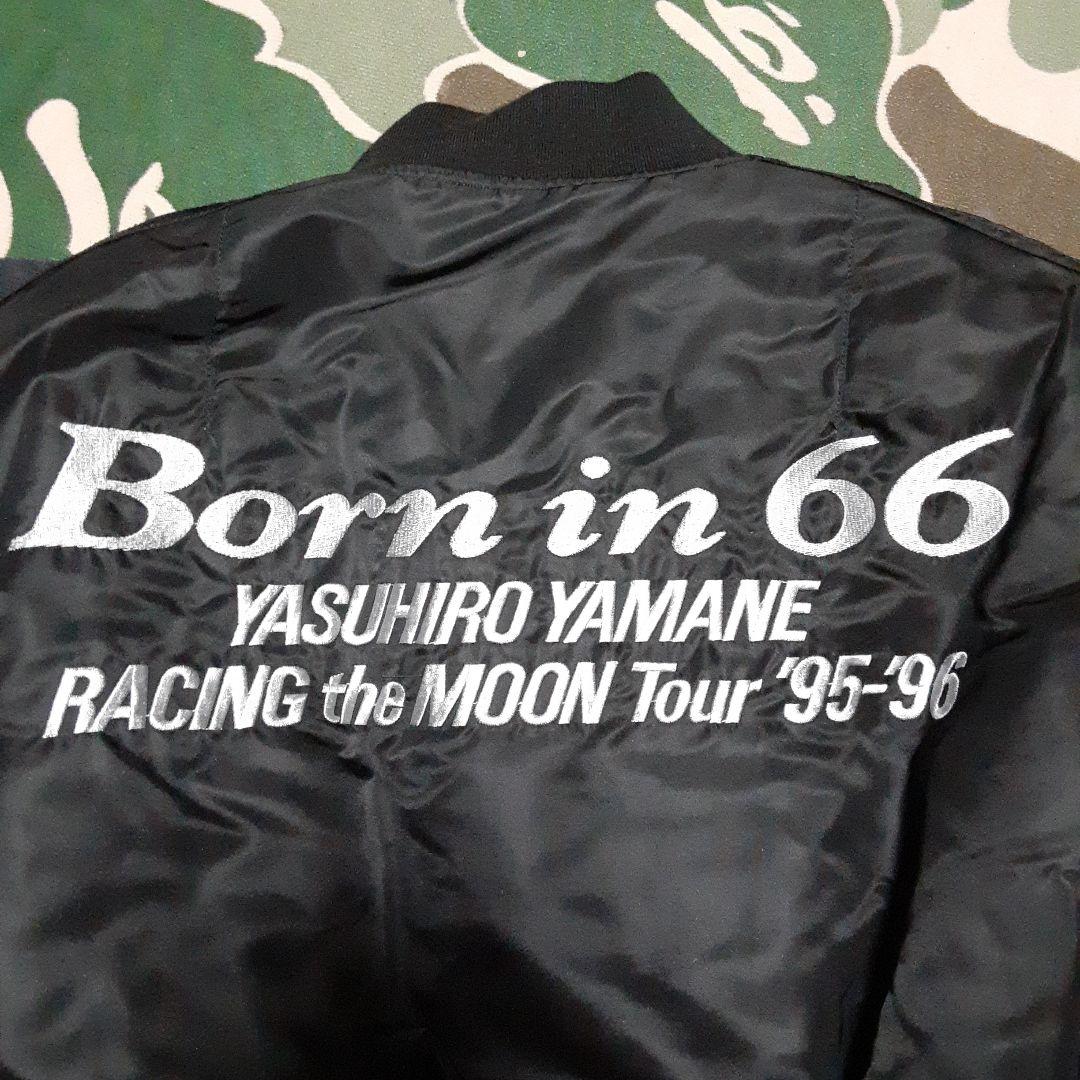 Born in 66
YASUHIRO YAMANE
RACING the MOON Tour '95-'96